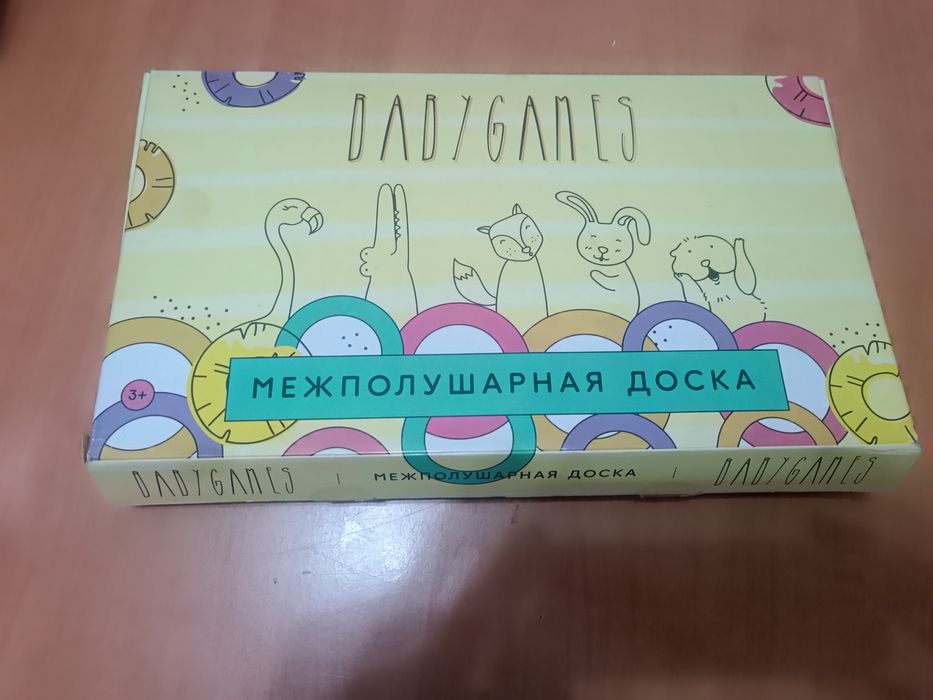 BABYGAMES
3+
МЕЖПОЛУШАРНАЯ ДОСКА
BABYGAMES | МЕЖПОЛУШАРНАЯ ДОСКА | BABYGAMES